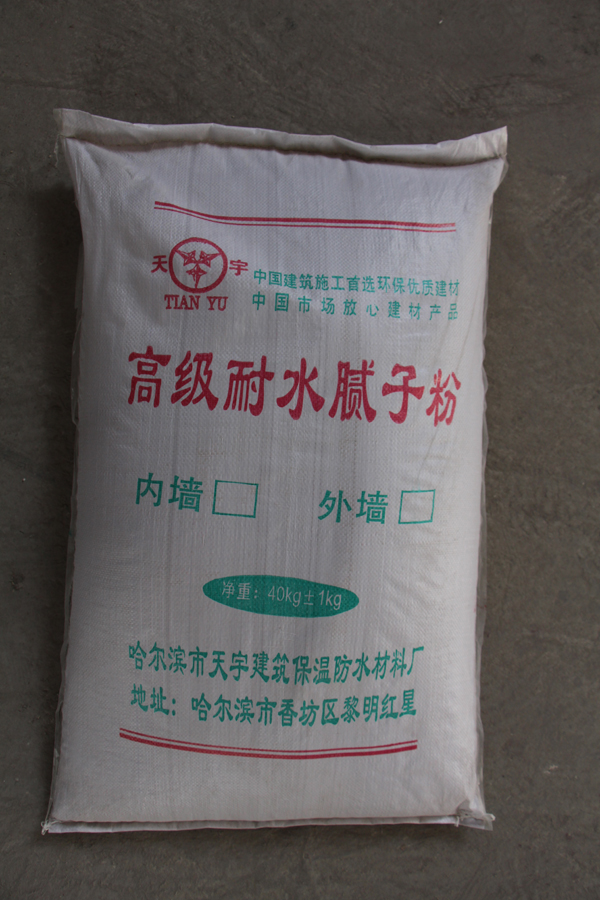 天宇
TIAN YU
中国建筑施工首选环保优质建材
中国市场放心建材产品
高级耐水腻子粉
内墙 外墙
净重：40kg±1kg
哈尔滨市天宇建筑保温防水材料厂
地址：哈尔滨市香坊区黎明红星